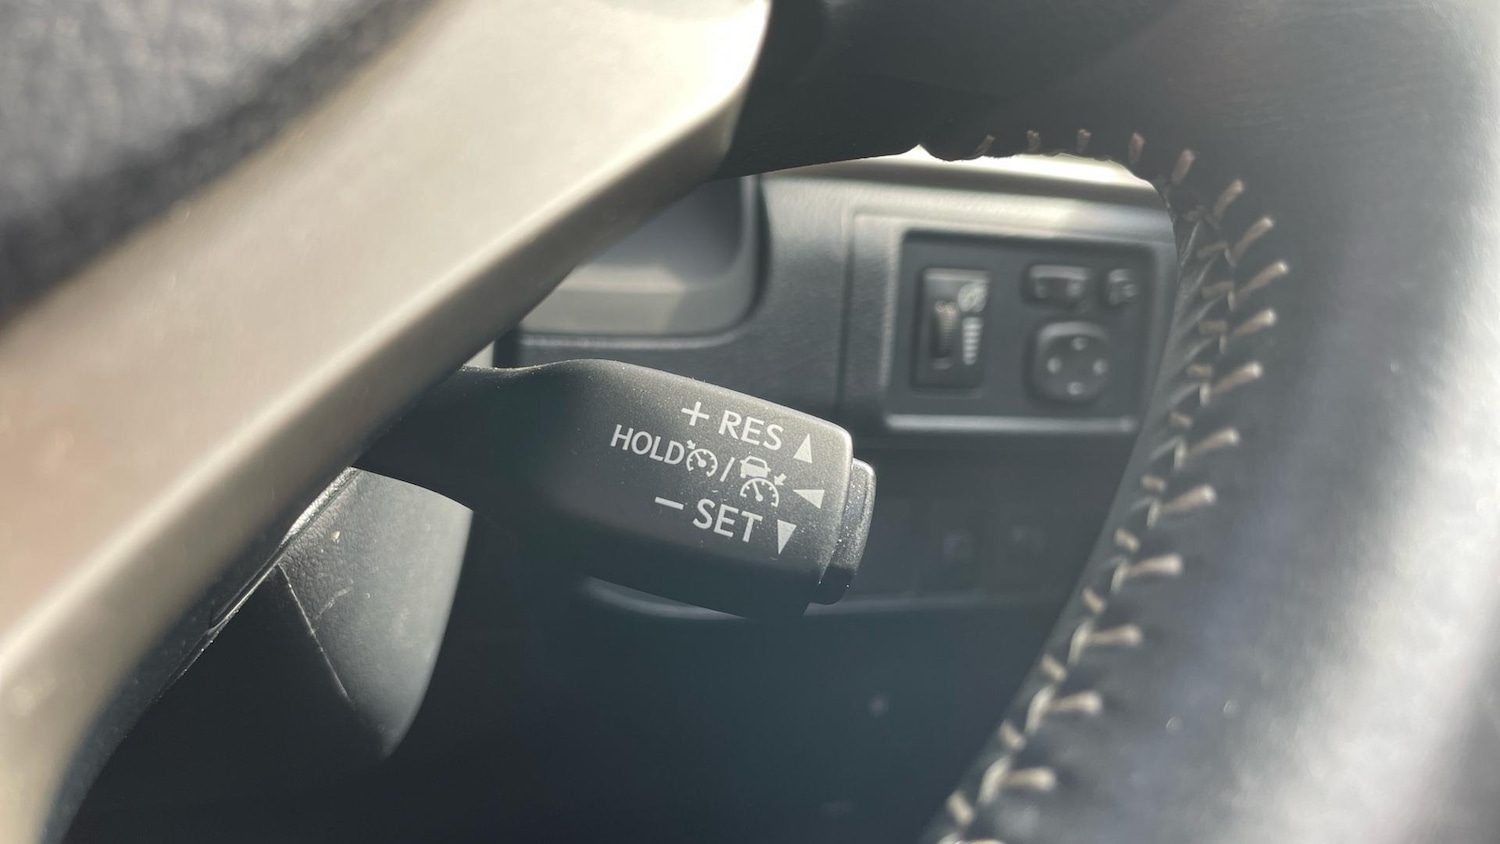 + RES
HOLD /
− SET